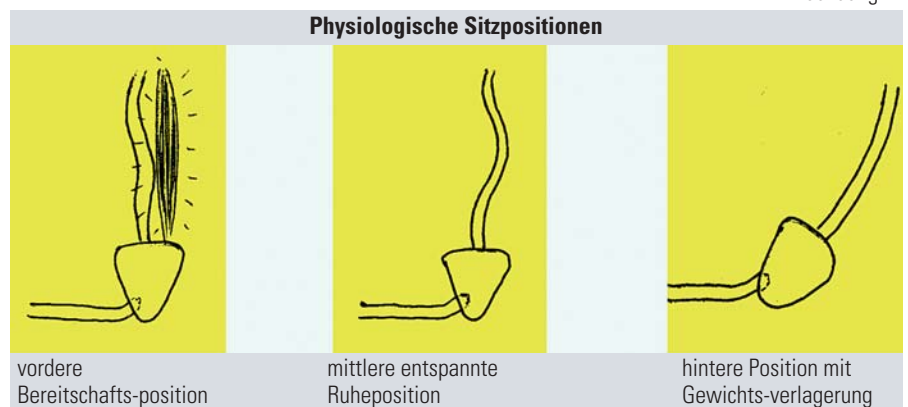 Physiologische Sitzpositionen
vordere
Bereitschafts-position
mittlere entspannte
Ruheposition
hintere Position mit
Gewichts-verlagerung